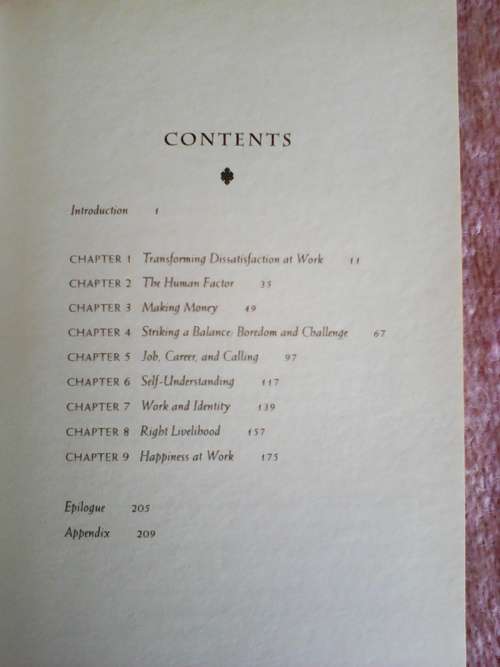 CONTENTS
Introduction 1
CHAPTER 1 Transforming Dissatisfaction at Work 11
CHAPTER 2 The Human Factor 35
CHAPTER 3 Making Money 49
CHAPTER 4 Striking a Balance: Boredom and Challenge 67
CHAPTER 5 Job, Career, and Calling 97
CHAPTER 6 Self-Understanding 117
CHAPTER 7 Work and Identity 139
CHAPTER 8 Right Livelihood 157
CHAPTER 9 Happiness at Work 175
Epilogue 205
Appendix 209